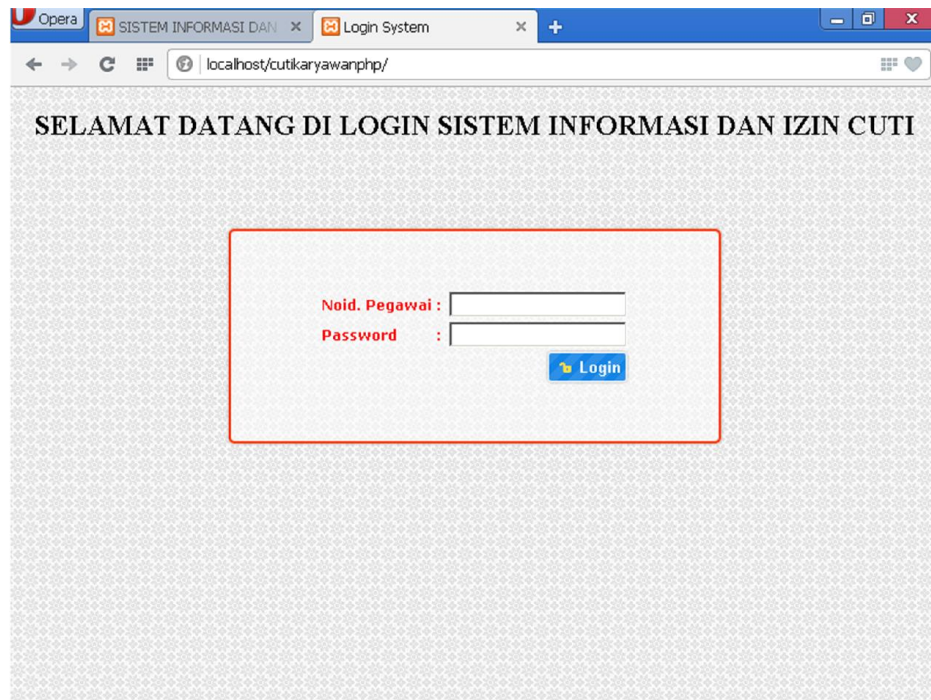 Opera
SISTEM INFORMASI DAN
Login System
localhost/cutikaryawanphp/
SELAMAT DATANG DI LOGIN SISTEM INFORMASI DAN IZIN CUTI
Noid. Pegawai :
Password :
Login